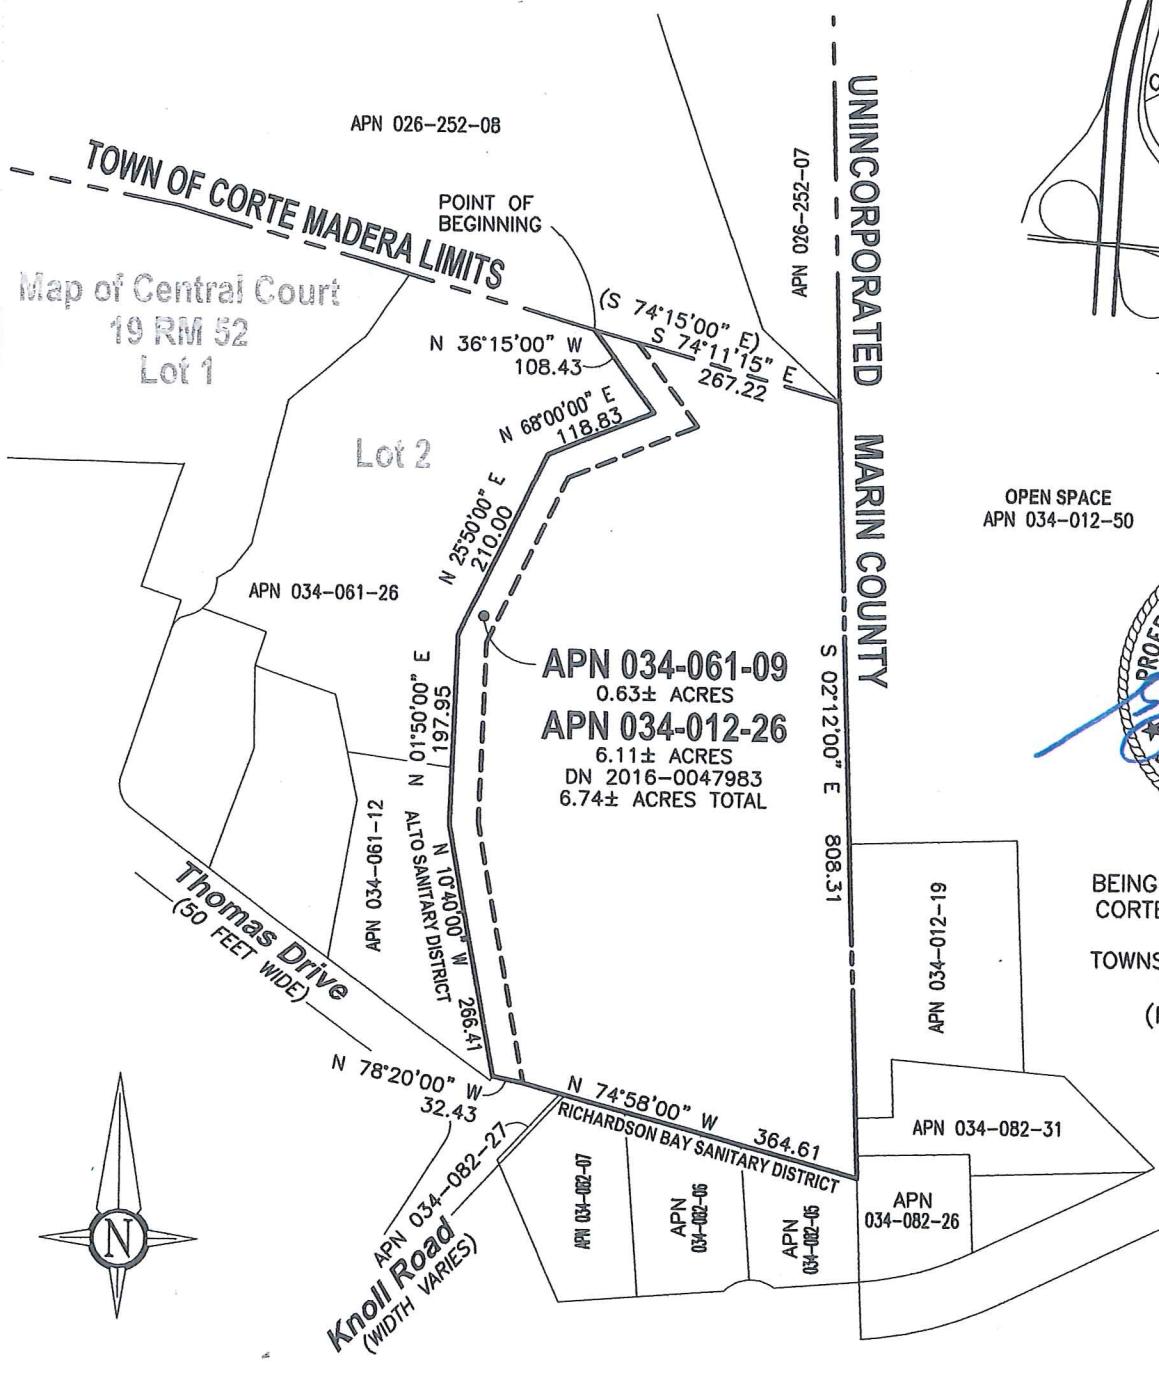 APN 026-252-08
TOWN OF CORTE MADERA LIMITS
POINT OF
BEGINNING
UNINCORPORATED MARIN COUNTY
APN 026-252-07
Map of Central Court
19 RM 52
Lot 1
(S 74°15'00" E)
S 74°11'15" E
267.22
N 36°15'00" W
108.43
N 68°00'00" E
118.83
Lot 2
N 25°50'00" E
210.00
OPEN SPACE
APN 034-012-50
APN 034-061-26
APN 034-061-09
0.63± ACRES
APN 034-012-26
6.11± ACRES
DN 2016-0047983
6.74± ACRES TOTAL
N 01°50'00" E
197.95
S 02°12'00" E 808.31
PROFE
APN 034-061-12
ALTO SANITARY DISTRICT
N 10°40'00" W 266.41
Thomas Drive
(50 FEET WIDE)
APN 034-012-19
BEING
CORTE
TOWNS
N 78°20'00" W
32.43
N 74°58'00" W 364.61
RICHARDSON BAY SANITARY DISTRICT
APN 034-082-31
APN 034-082-27
Knoll Road
(WIDTH VARIES)
APN 034-082-07
APN
034-082-06
APN
034-082-05
APN
034-082-26
N